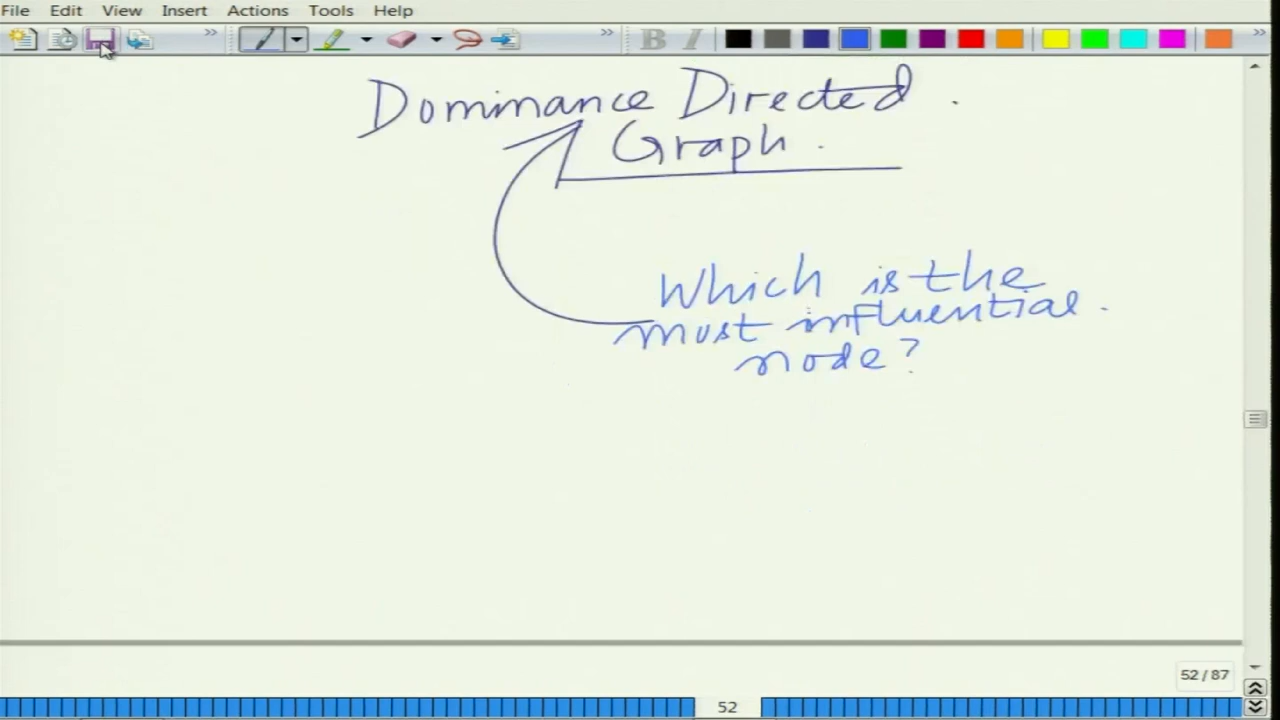 File Edit View Insert Actions Tools Help
B I
Dominance Directed .
Graph .
Which is the
most influential .
node?
52 / 87
52